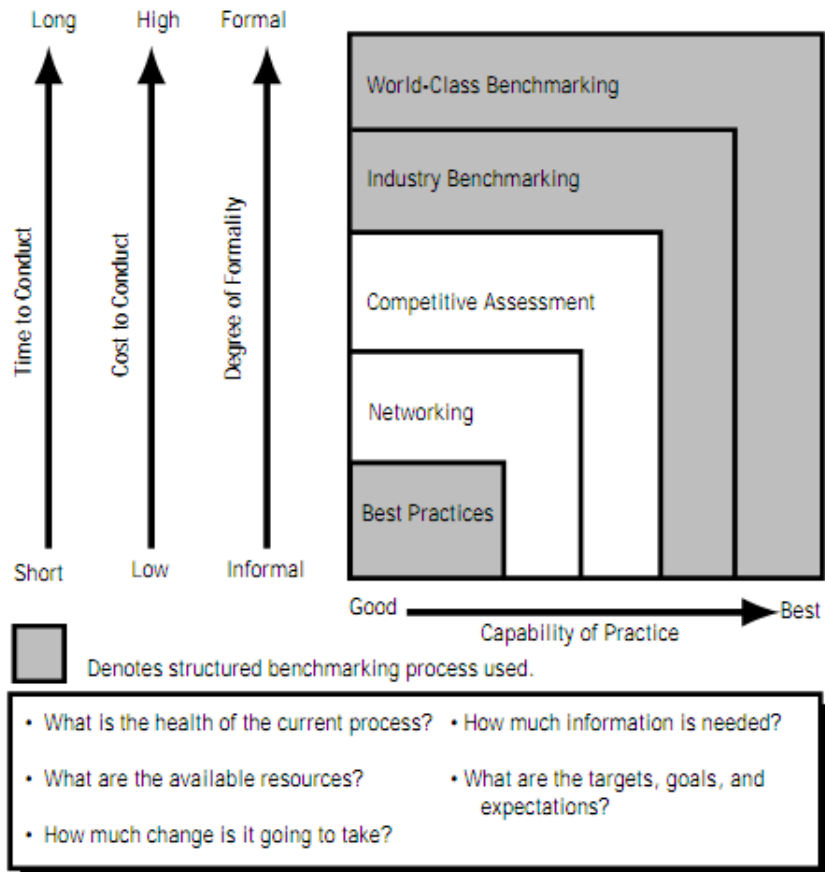 Long
High
Formal
Time to Conduct
Cost to Conduct
Degree of Formality
Short
Low
Informal
World-Class Benchmarking
Industry Benchmarking
Competitive Assessment
Networking
Best Practices
Good
Best
Capability of Practice
Denotes structured benchmarking process used.
• What is the health of the current process?
• What are the available resources?
• How much change is it going to take?
• How much information is needed?
• What are the targets, goals, and
expectations?